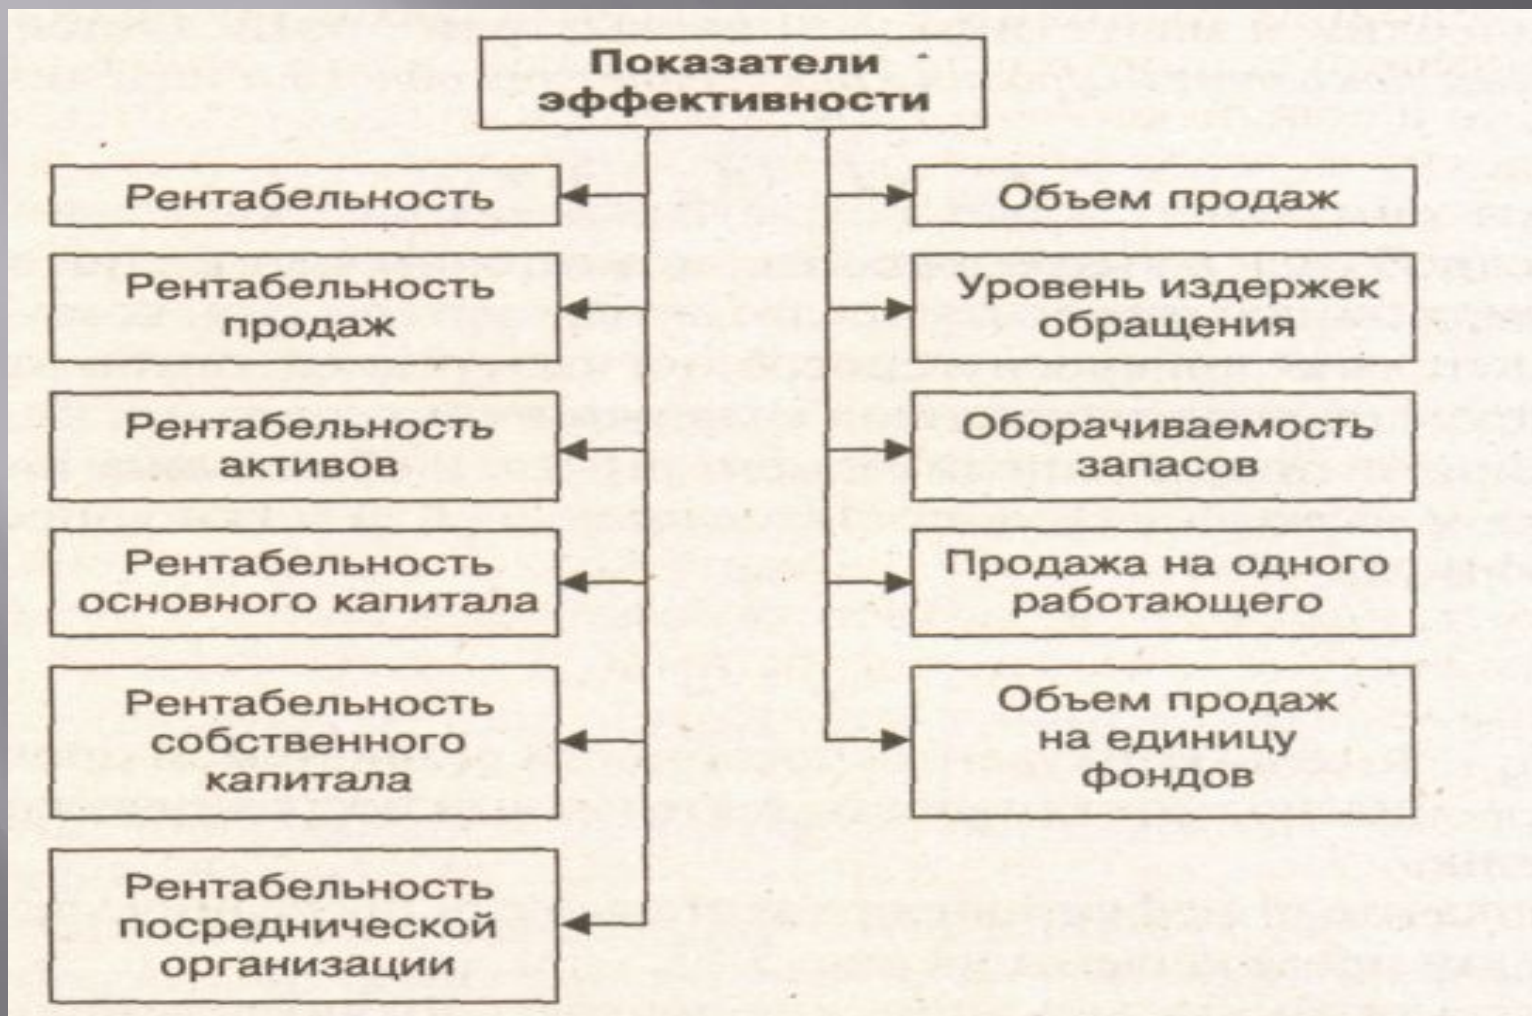 Показатели
эффективности
Рентабельность
Рентабельность
продаж
Рентабельность
активов
Рентабельность
основного капитала
Рентабельность
собственного
капитала
Рентабельность
посреднической
организации
Объем продаж
Уровень издержек
обращения
Оборачиваемость
запасов
Продажа на одного
работающего
Объем продаж
на единицу
фондов